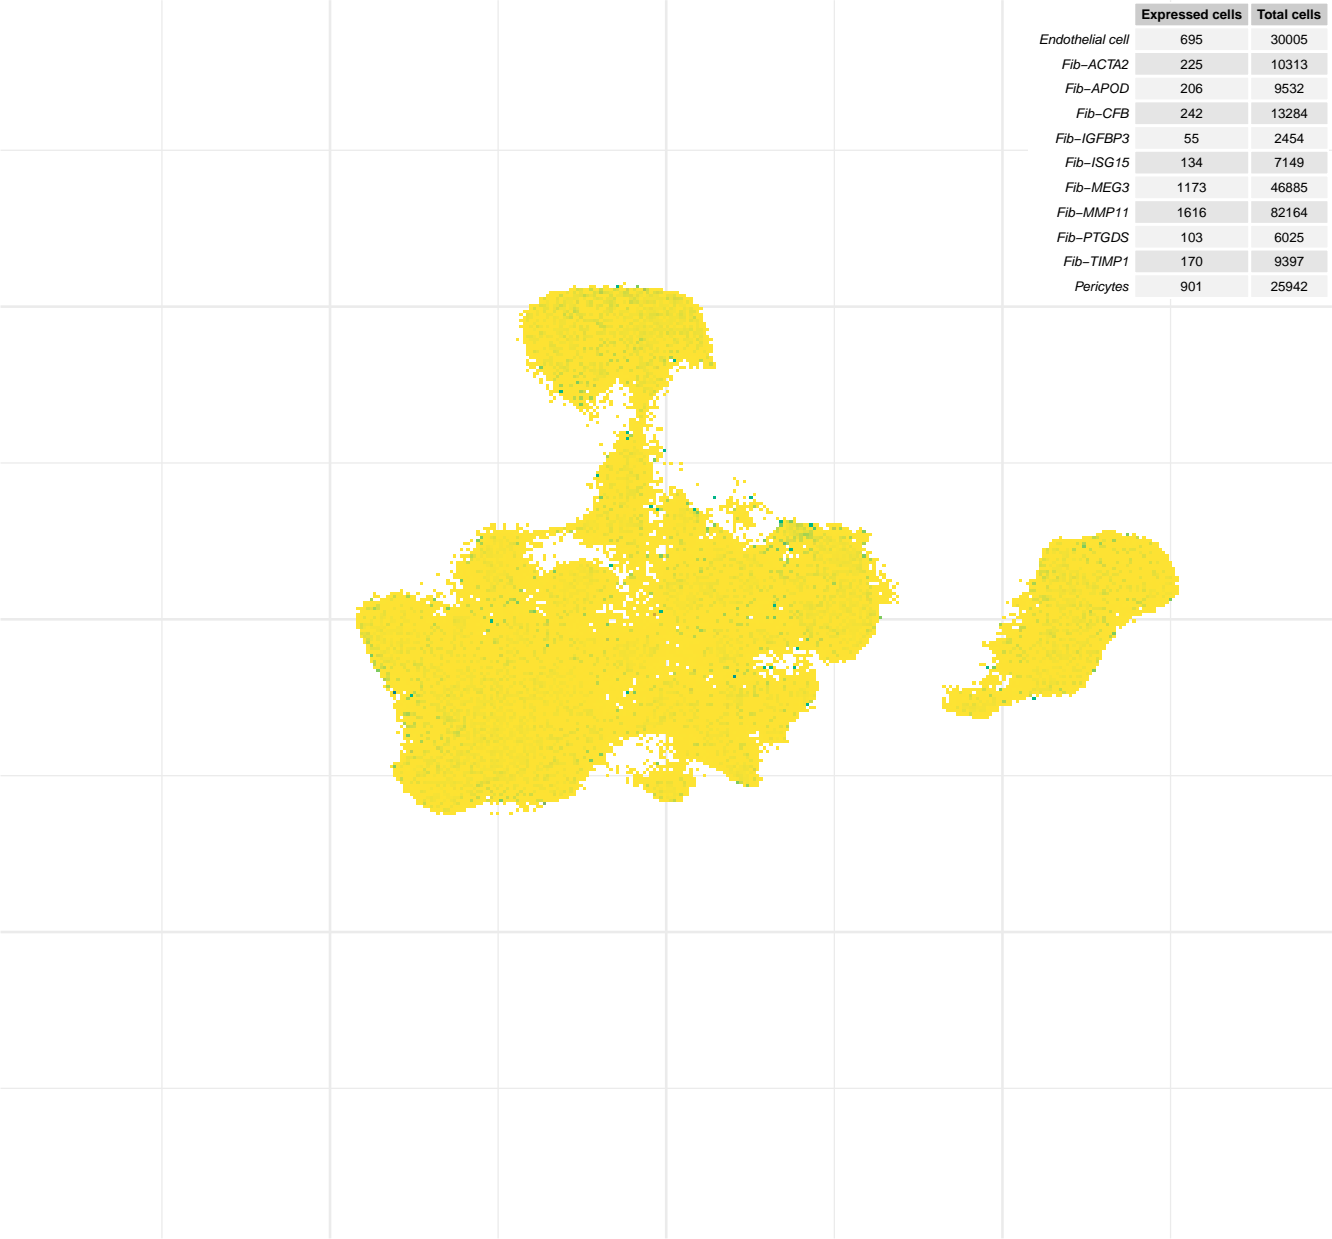 Expressed cells Total cells
Endothelial cell 695 30005
Fib−ACTA2 225 10313
Fib−APOD 206 9532
Fib−CFB 242 13284
Fib−IGFBP3 55 2454
Fib−ISG15 134 7149
Fib−MEG3 1173 46885
Fib−MMP11 1616 82164
Fib−PTGDS 103 6025
Fib−TIMP1 170 9397
Pericytes 901 25942